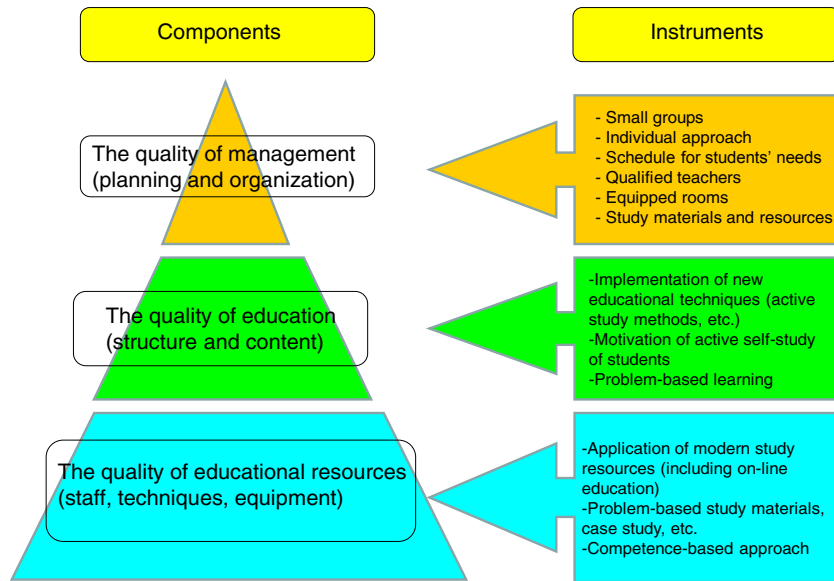 Components
Instruments
The quality of management
(planning and organization)
- Small groups
- Individual approach
- Schedule for students' needs
- Qualified teachers
- Equipped rooms
- Study materials and resources
The quality of education
(structure and content)
-Implementation of new
educational techniques (active
study methods, etc.)
-Motivation of active self-study
of students
-Problem-based learning
The quality of educational resources
(staff, techniques, equipment)
-Application of modern study
resources (including on-line
education)
-Problem-based study materials,
case study, etc.
-Competence-based approach